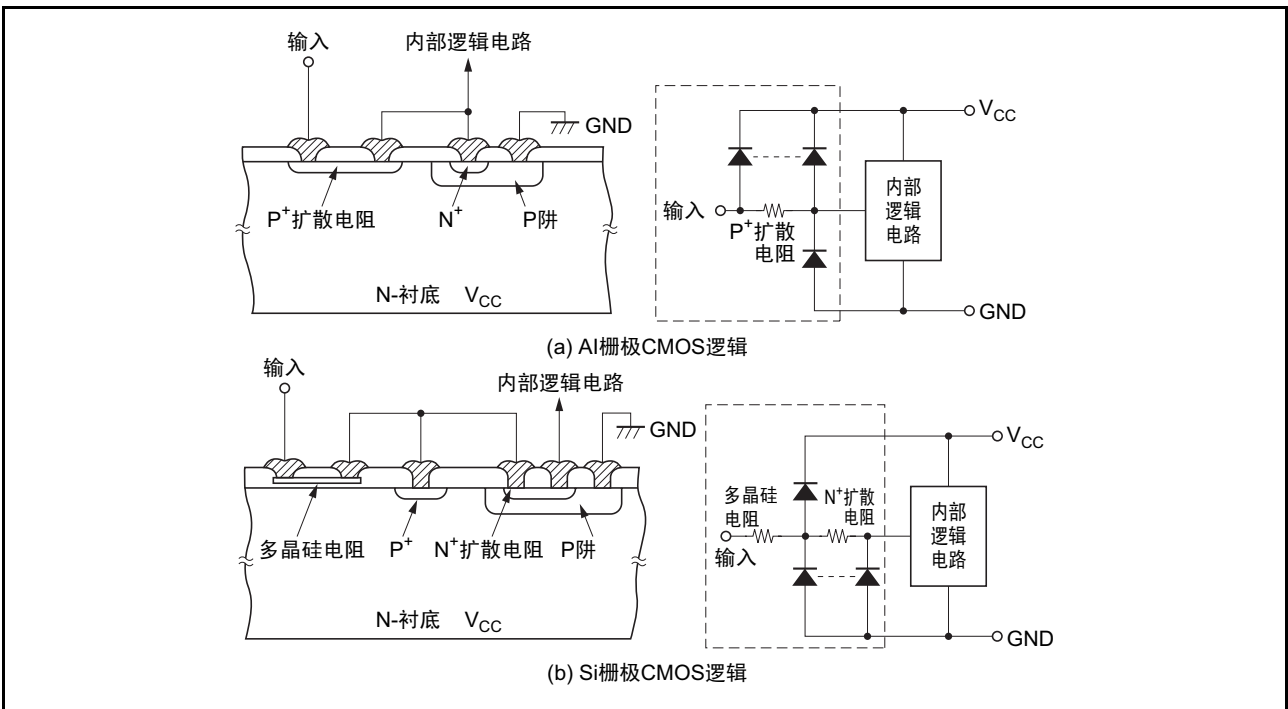 输入
内部逻辑电路
GND
P+扩散电阻
N+
P阱
N-衬底 VCC
VCC
输入
P+扩散
电阻
内部
逻辑
电路
GND
(a) Al栅极CMOS逻辑
输入
内部逻辑电路
GND
多晶硅电阻
P+
N+扩散电阻
P阱
N-衬底 VCC
VCC
多晶硅
电阻
N+扩散
电阻
输入
内部
逻辑
电路
GND
(b) Si栅极CMOS逻辑